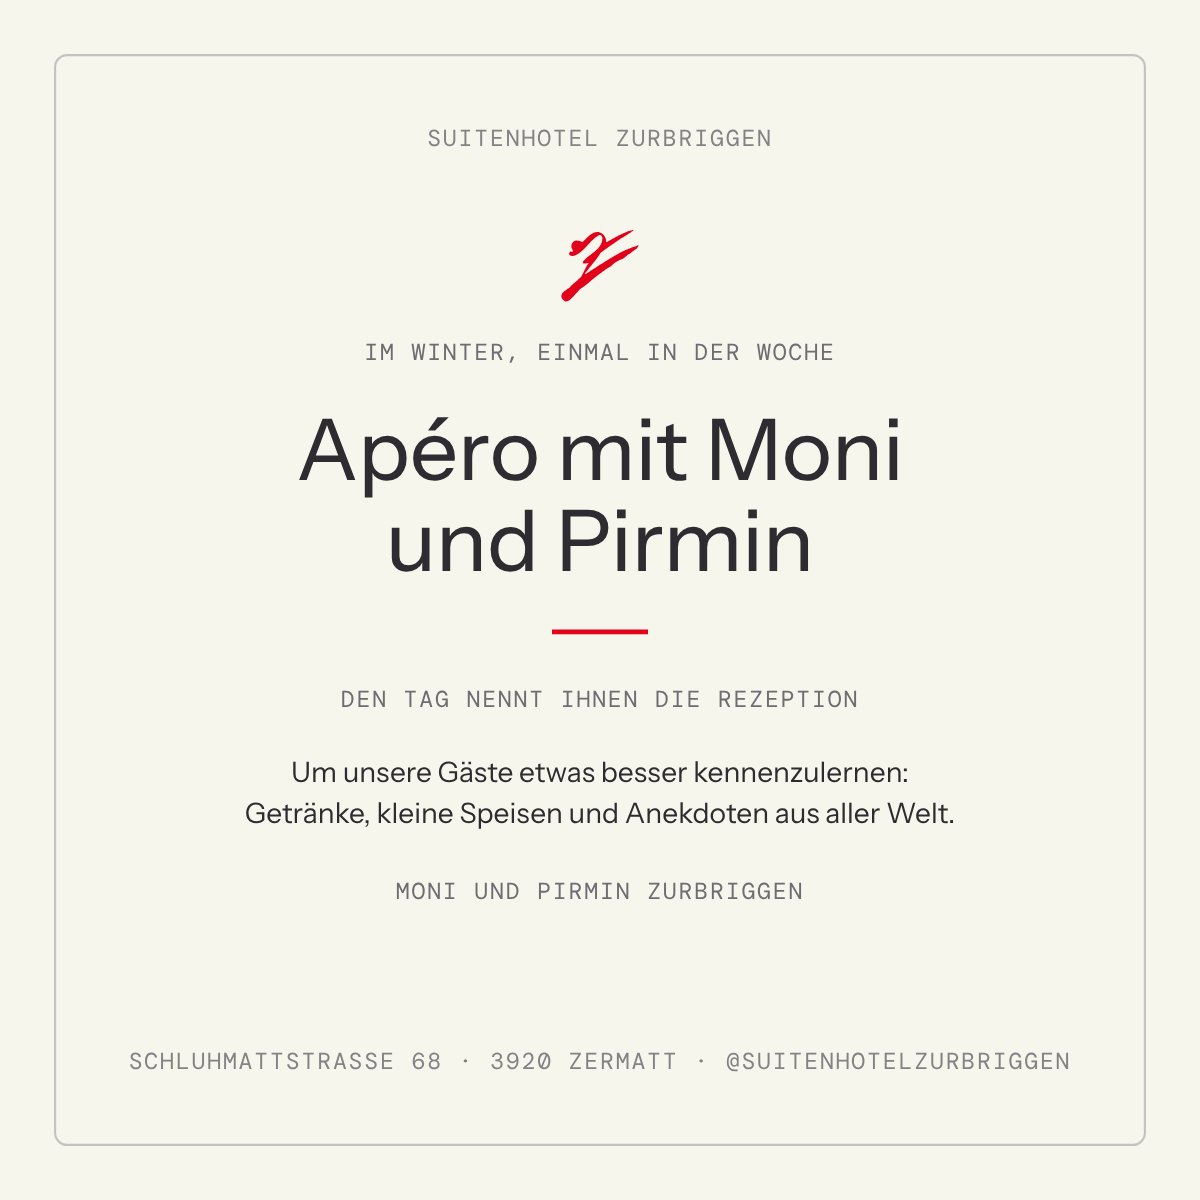 SUITENHOTEL ZURBRIGGEN
IM WINTER, EINMAL IN DER WOCHE
Apéro mit Moni
und Pirmin
DEN TAG NENNT IHNEN DIE REZEPTION
Um unsere Gäste etwas besser kennenzulernen:
Getränke, kleine Speisen und Anekdoten aus aller Welt.
MONI UND PIRMIN ZURBRIGGEN
SCHLUHMATTSTRASSE 68 · 3920 ZERMATT · @SUITENHOTELZURBRIGGEN